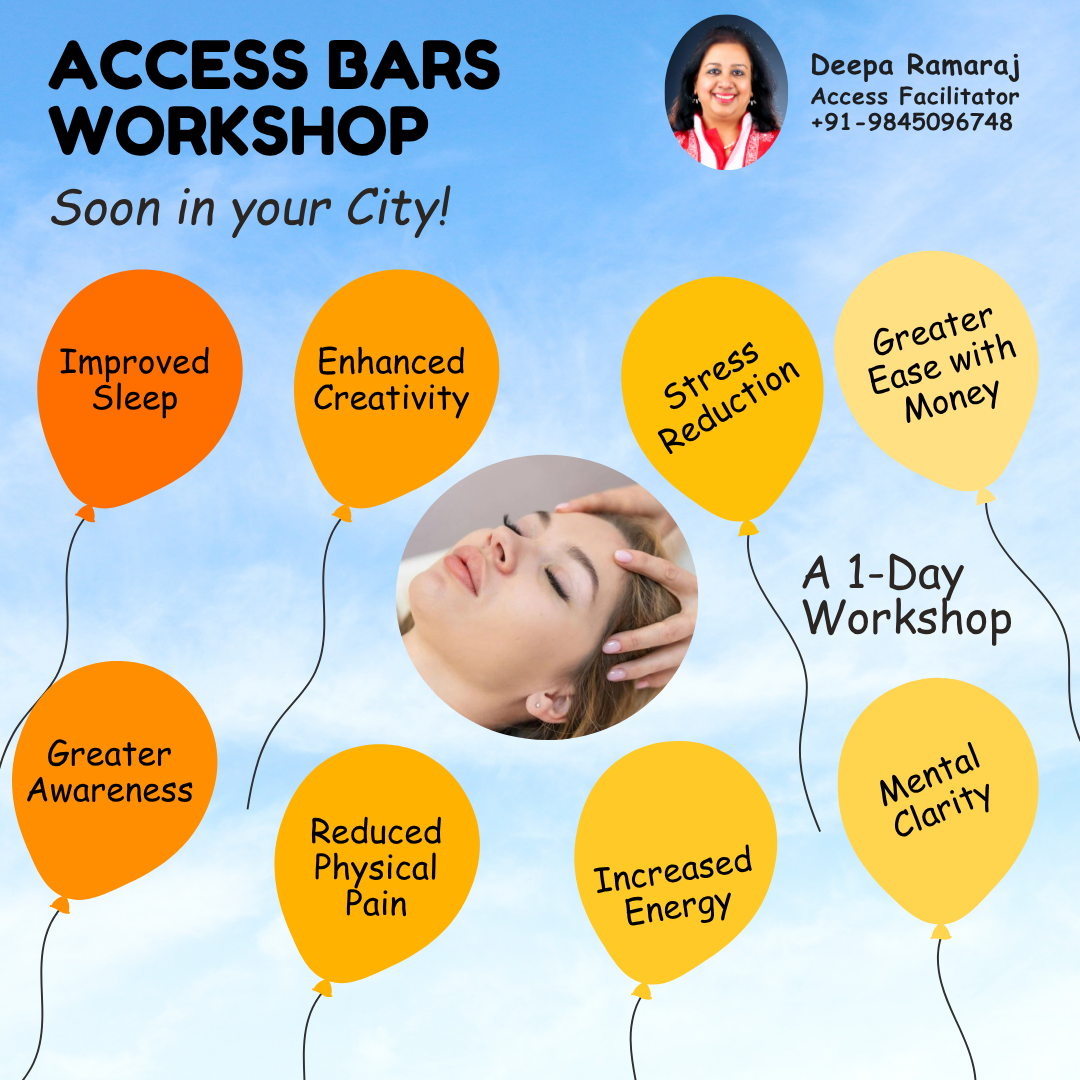 ACCESS BARS
WORKSHOP
Soon in your City!
Deepa Ramaraj
Access Facilitator
+91-9845096748
Improved
Sleep
Enhanced
Creativity
Stress
Reduction
Greater
Ease with
Money
A 1-Day
Workshop
Greater
Awareness
Reduced
Physical
Pain
Increased
Energy
Mental
Clarity